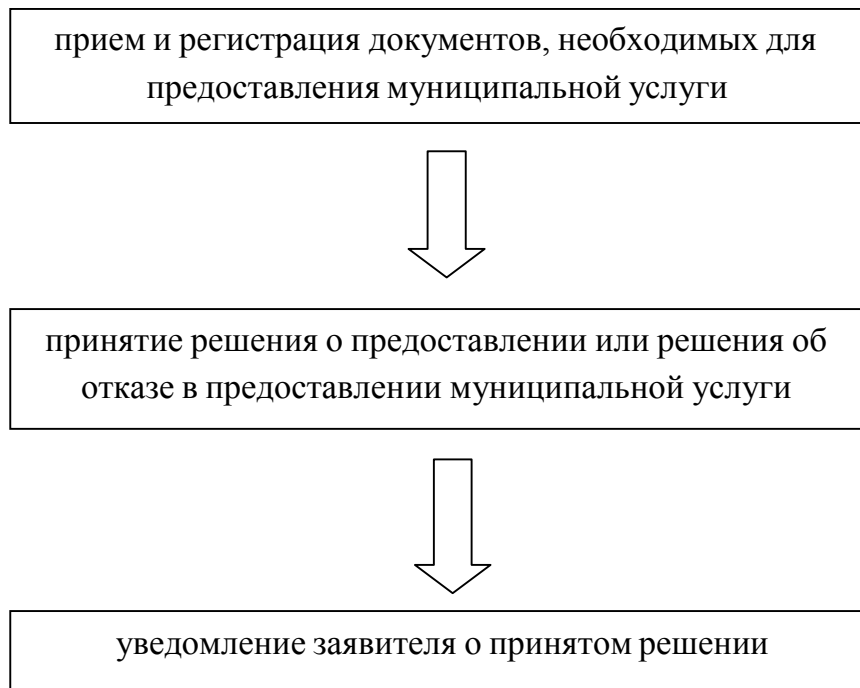 прием и регистрация документов, необходимых для
предоставления муниципальной услуги
принятие решения о предоставлении или решения об
отказе в предоставлении муниципальной услуги
уведомление заявителя о принятом решении